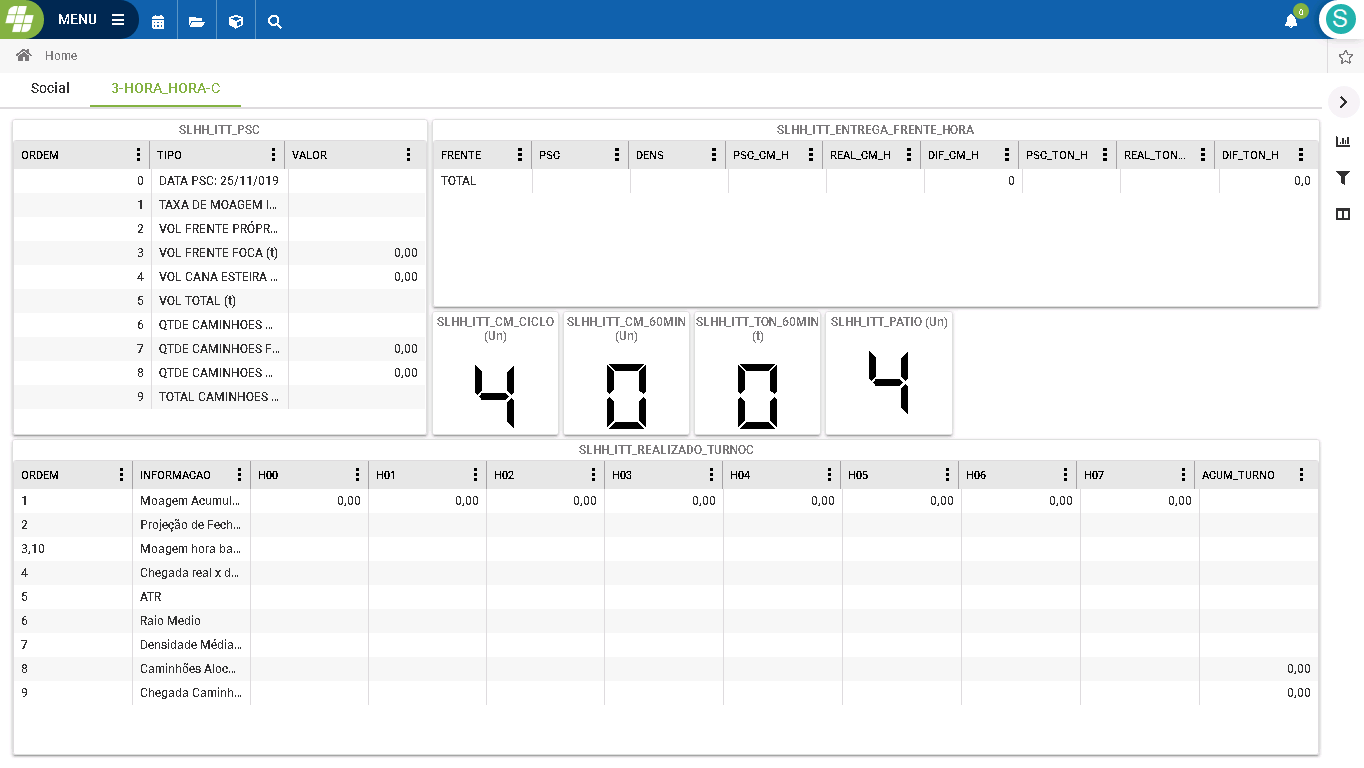 MENU
0
S
Home
Social
3-HORA_HORA-C
SLHH_ITT_PSC
ORDEM TIPO VALOR
0 DATA PSC: 25/11/019
1 TAXA DE MOAGEM I...
2 VOL FRENTE PRÓPR...
3 VOL FRENTE FOCA (t) 0,00
4 VOL CANA ESTEIRA ... 0,00
5 VOL TOTAL (t)
6 QTDE CAMINHOES ...
7 QTDE CAMINHOES F... 0,00
8 QTDE CAMINHOES ... 0,00
9 TOTAL CAMINHOES ...
SLHH_ITT_ENTREGA_FRENTE_HORA
FRENTE PSC DENS PSC_CM_H REAL_CM_H DIF_CM_H PSC_TON_H REAL_TON... DIF_TON_H
TOTAL 0 0,0
SLHH_ITT_CM_CICLO
(Un)
4
SLHH_ITT_CM_60MIN
(Un)
0
SLHH_ITT_TON_60MIN
(t)
0
SLHH_ITT_PATIO (Un)
4
SLHH_ITT_REALIZADO_TURNOC
ORDEM INFORMACAO H00 H01 H02 H03 H04 H05 H06 H07 ACUM_TURNO
1 Moagem Acumul... 0,00 0,00 0,00 0,00 0,00 0,00 0,00 0,00
2 Projeção de Fech...
3,10 Moagem hora ba...
4 Chegada real x d...
5 ATR
6 Raio Medio
7 Densidade Média...
8 Caminhões Aloc... 0,00
9 Chegada Caminh... 0,00